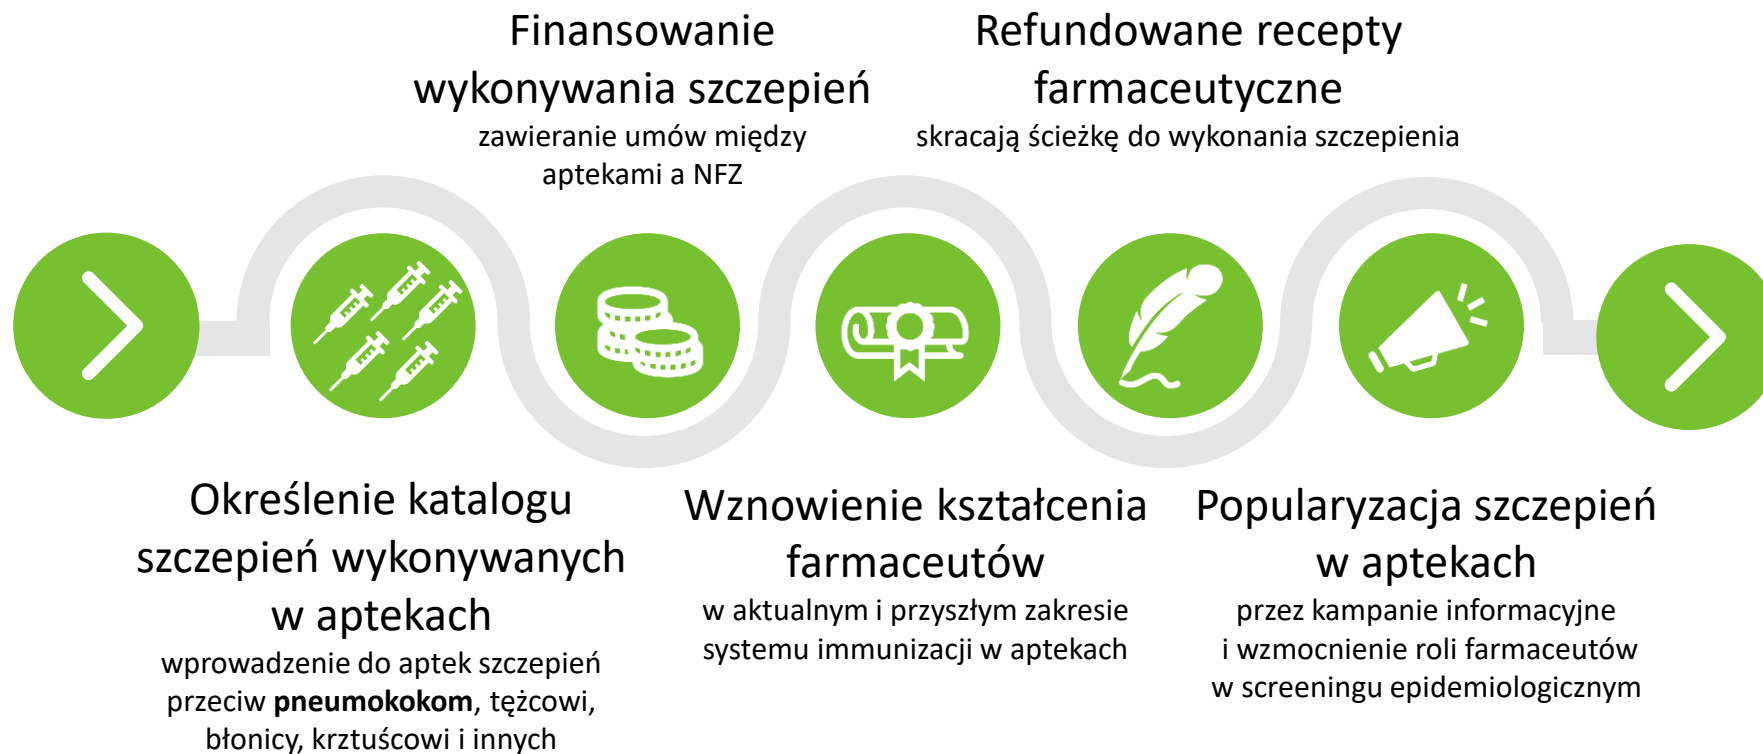 Finansowanie
wykonywania szczepień
zawieranie umów między
aptekami a NFZ
Refundowane recepty
farmaceutyczne
skracają ścieżkę do wykonania szczepienia
Określenie katalogu
szczepień wykonywanych
w aptekach
wprowadzenie do aptek szczepień
przeciw pneumokokom, tężcowi,
błonicy, krztuścowi i innych
Wznowienie kształcenia
farmaceutów
w aktualnym i przyszłym zakresie
systemu immunizacji w aptekach
Popularyzacja szczepień
w aptekach
przez kampanie informacyjne
i wzmocnienie roli farmaceutów
w screeningu epidemiologicznym